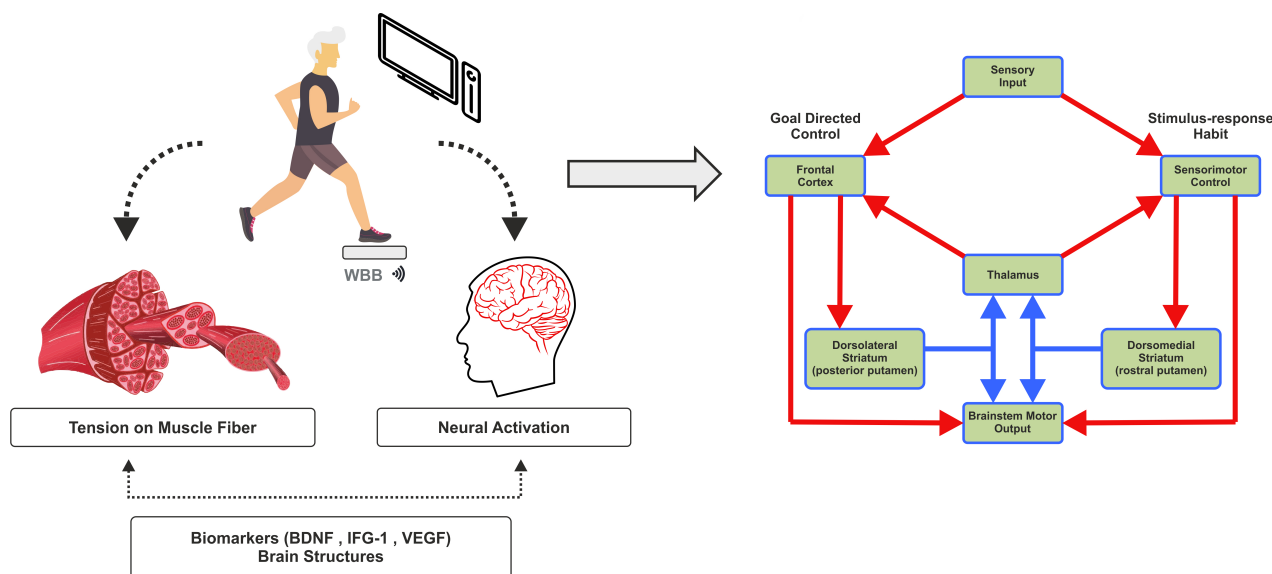 WBB
Tension on Muscle Fiber
Neural Activation
Biomarkers (BDNF , IFG-1 , VEGF)
Brain Structures
Sensory
Input
Goal Directed
Control
Stimulus-response
Habit
Frontal
Cortex
Sensorimotor
Control
Thalamus
Dorsolateral
Striatum
(posterior putamen)
Dorsomedial
Striatum
(rostral putamen)
Brainstem Motor
Output